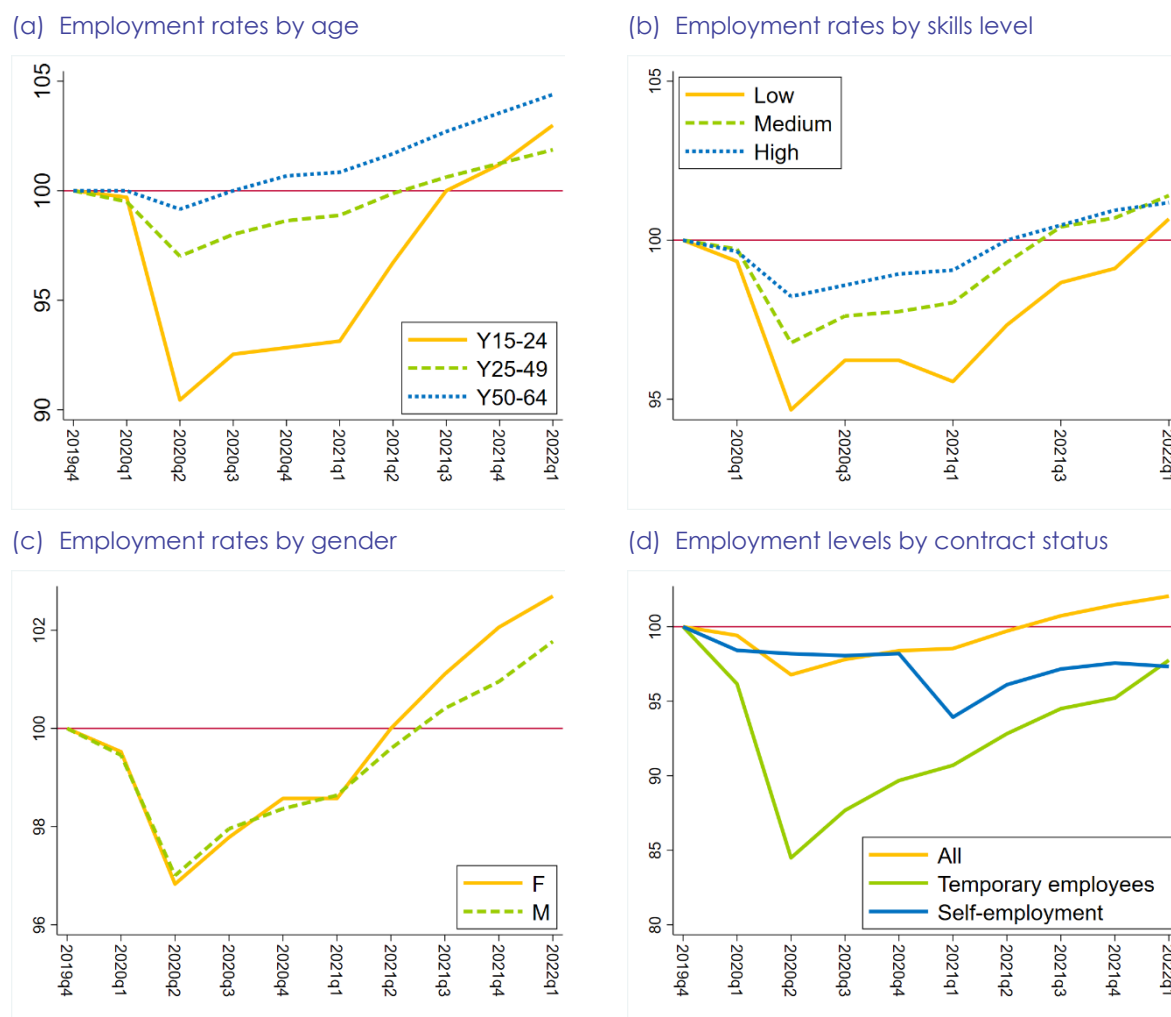 (a) Employment rates by age
105
100
95
90
Y15-24
Y25-49
Y50-64
2019q4
2020q1
2020q2
2020q3
2020q4
2021q1
2021q2
2021q3
2021q4
2022q1
(b) Employment rates by skills level
105
100
95
Low
Medium
High
2020q1
2020q3
2021q1
2021q3
2022q1
(c) Employment rates by gender
102
100
98
96
F
M
2019q4
2020q1
2020q2
2020q3
2020q4
2021q1
2021q2
2021q3
2021q4
2022q1
(d) Employment levels by contract status
100
95
90
85
80
All
Temporary employees
Self-employment
2019q4
2020q1
2020q2
2020q3
2020q4
2021q1
2021q2
2021q3
2021q4
2022q1